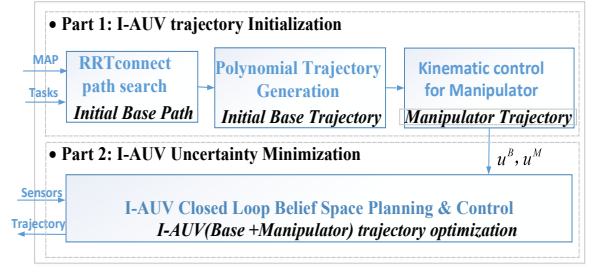 • Part 1: I-AUV trajectory Initialization
MAP
Tasks
RRTconnect
path search
Initial Base Path
Polynomial Trajectory
Generation
Initial Base Trajectory
Kinematic control
for Manipulator
Manipulator Trajectory
u^B, u^M
• Part 2: I-AUV Uncertainty Minimization
Sensors
Trajectory
I-AUV Closed Loop Belief Space Planning & Control
I-AUV(Base +Manipulator) trajectory optimization